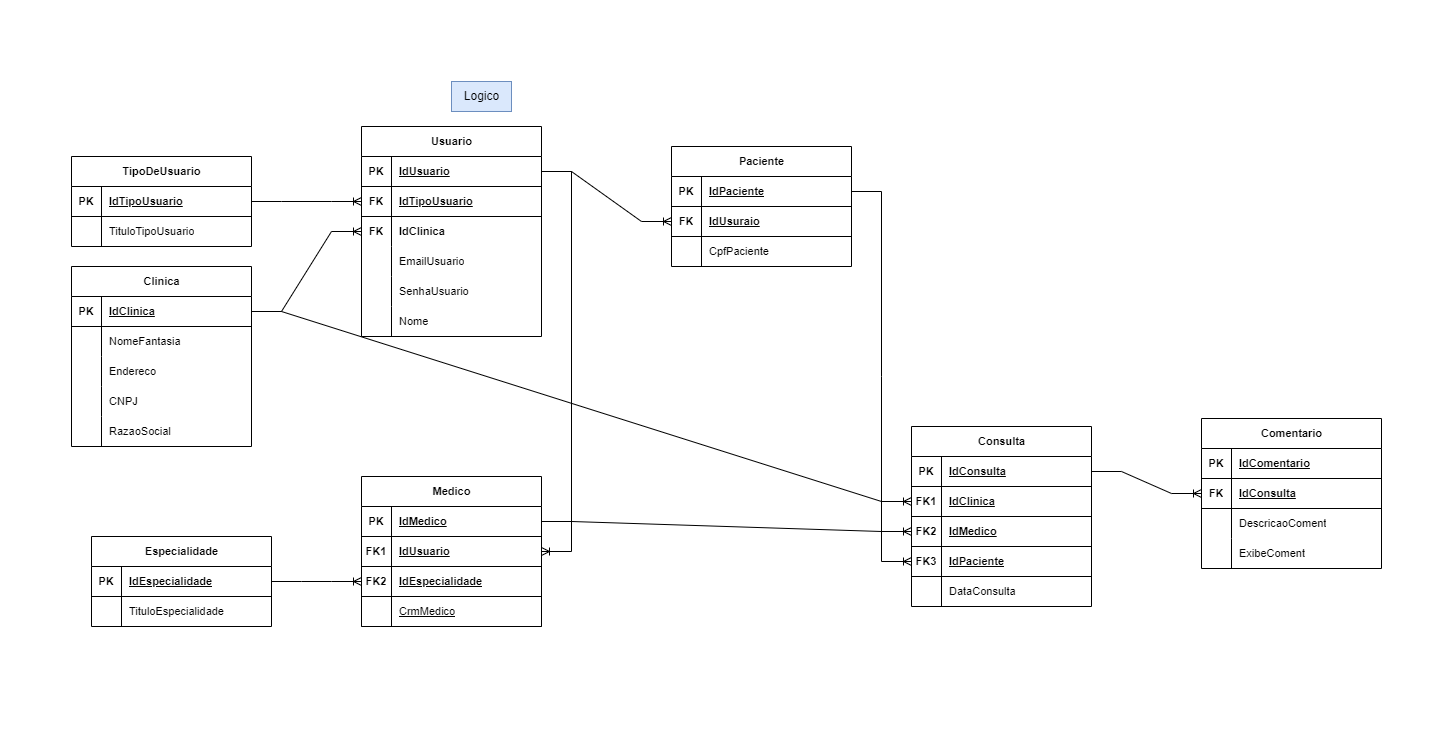 Logico
TipoDeUsuario
PK IdTipoUsuario
TituloTipoUsuario
Clinica
PK IdClinica
NomeFantasia
Endereco
CNPJ
RazaoSocial
Usuario
PK IdUsuario
FK IdTipoUsuario
FK IdClinica
EmailUsuario
SenhaUsuario
Nome
Paciente
PK IdPaciente
FK IdUsuraio
CpfPaciente
Especialidade
PK IdEspecialidade
TituloEspecialidade
Medico
PK IdMedico
FK1 IdUsuario
FK2 IdEspecialidade
CrmMedico
Consulta
PK IdConsulta
FK1 IdClinica
FK2 IdMedico
FK3 IdPaciente
DataConsulta
Comentario
PK IdComentario
FK IdConsulta
DescricaoComent
ExibeComent